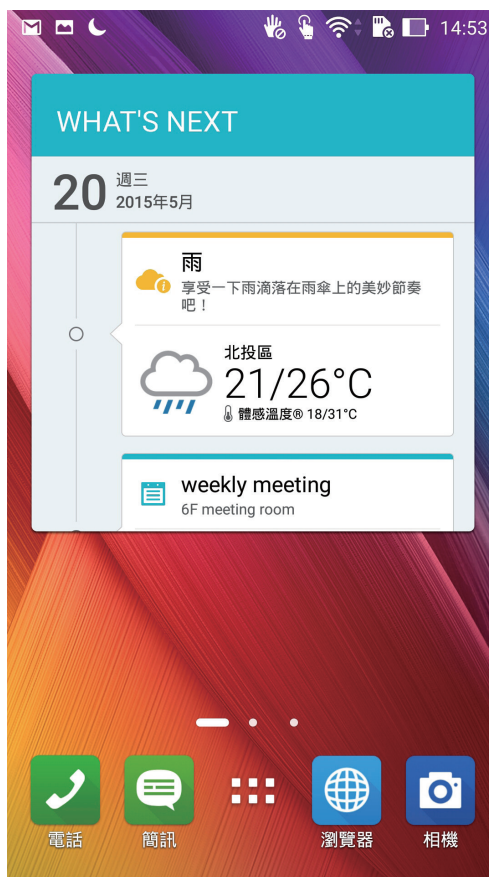 14:53
WHAT'S NEXT
20
週三
2015年5月
雨
享受一下雨滴落在雨傘上的美妙節奏
吧！
北投區
21/26°C
體感溫度® 18/31°C
weekly meeting
6F meeting room
電話
簡訊
瀏覽器
相機